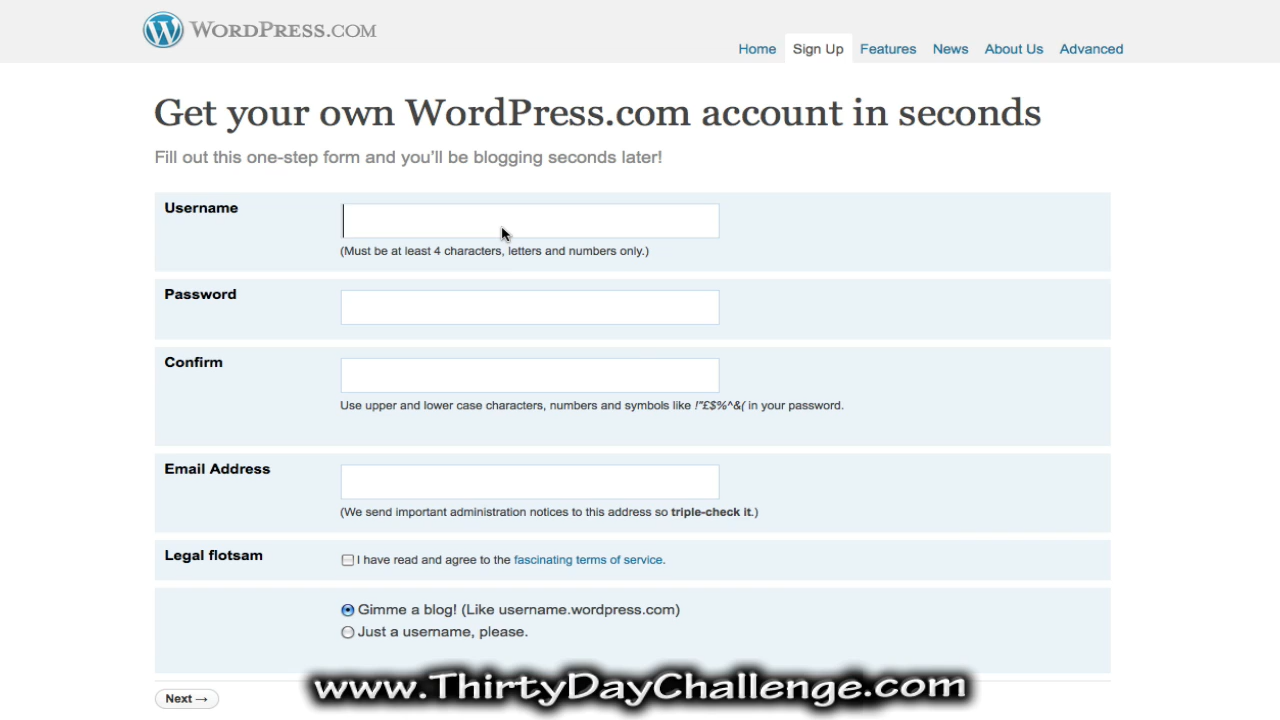 WORDPRESS.COM
Home Sign Up Features News About Us Advanced
Get your own WordPress.com account in seconds
Fill out this one-step form and you'll be blogging seconds later!
Username
(Must be at least 4 characters, letters and numbers only.)
Password
Confirm
Use upper and lower case characters, numbers and symbols like !"£$%^&( in your password.
Email Address
(We send important administration notices to this address so triple-check it.)
Legal flotsam
I have read and agree to the fascinating terms of service.
Gimme a blog! (Like username.wordpress.com)
Just a username, please.
www.ThirtyDayChallenge.com
Next →